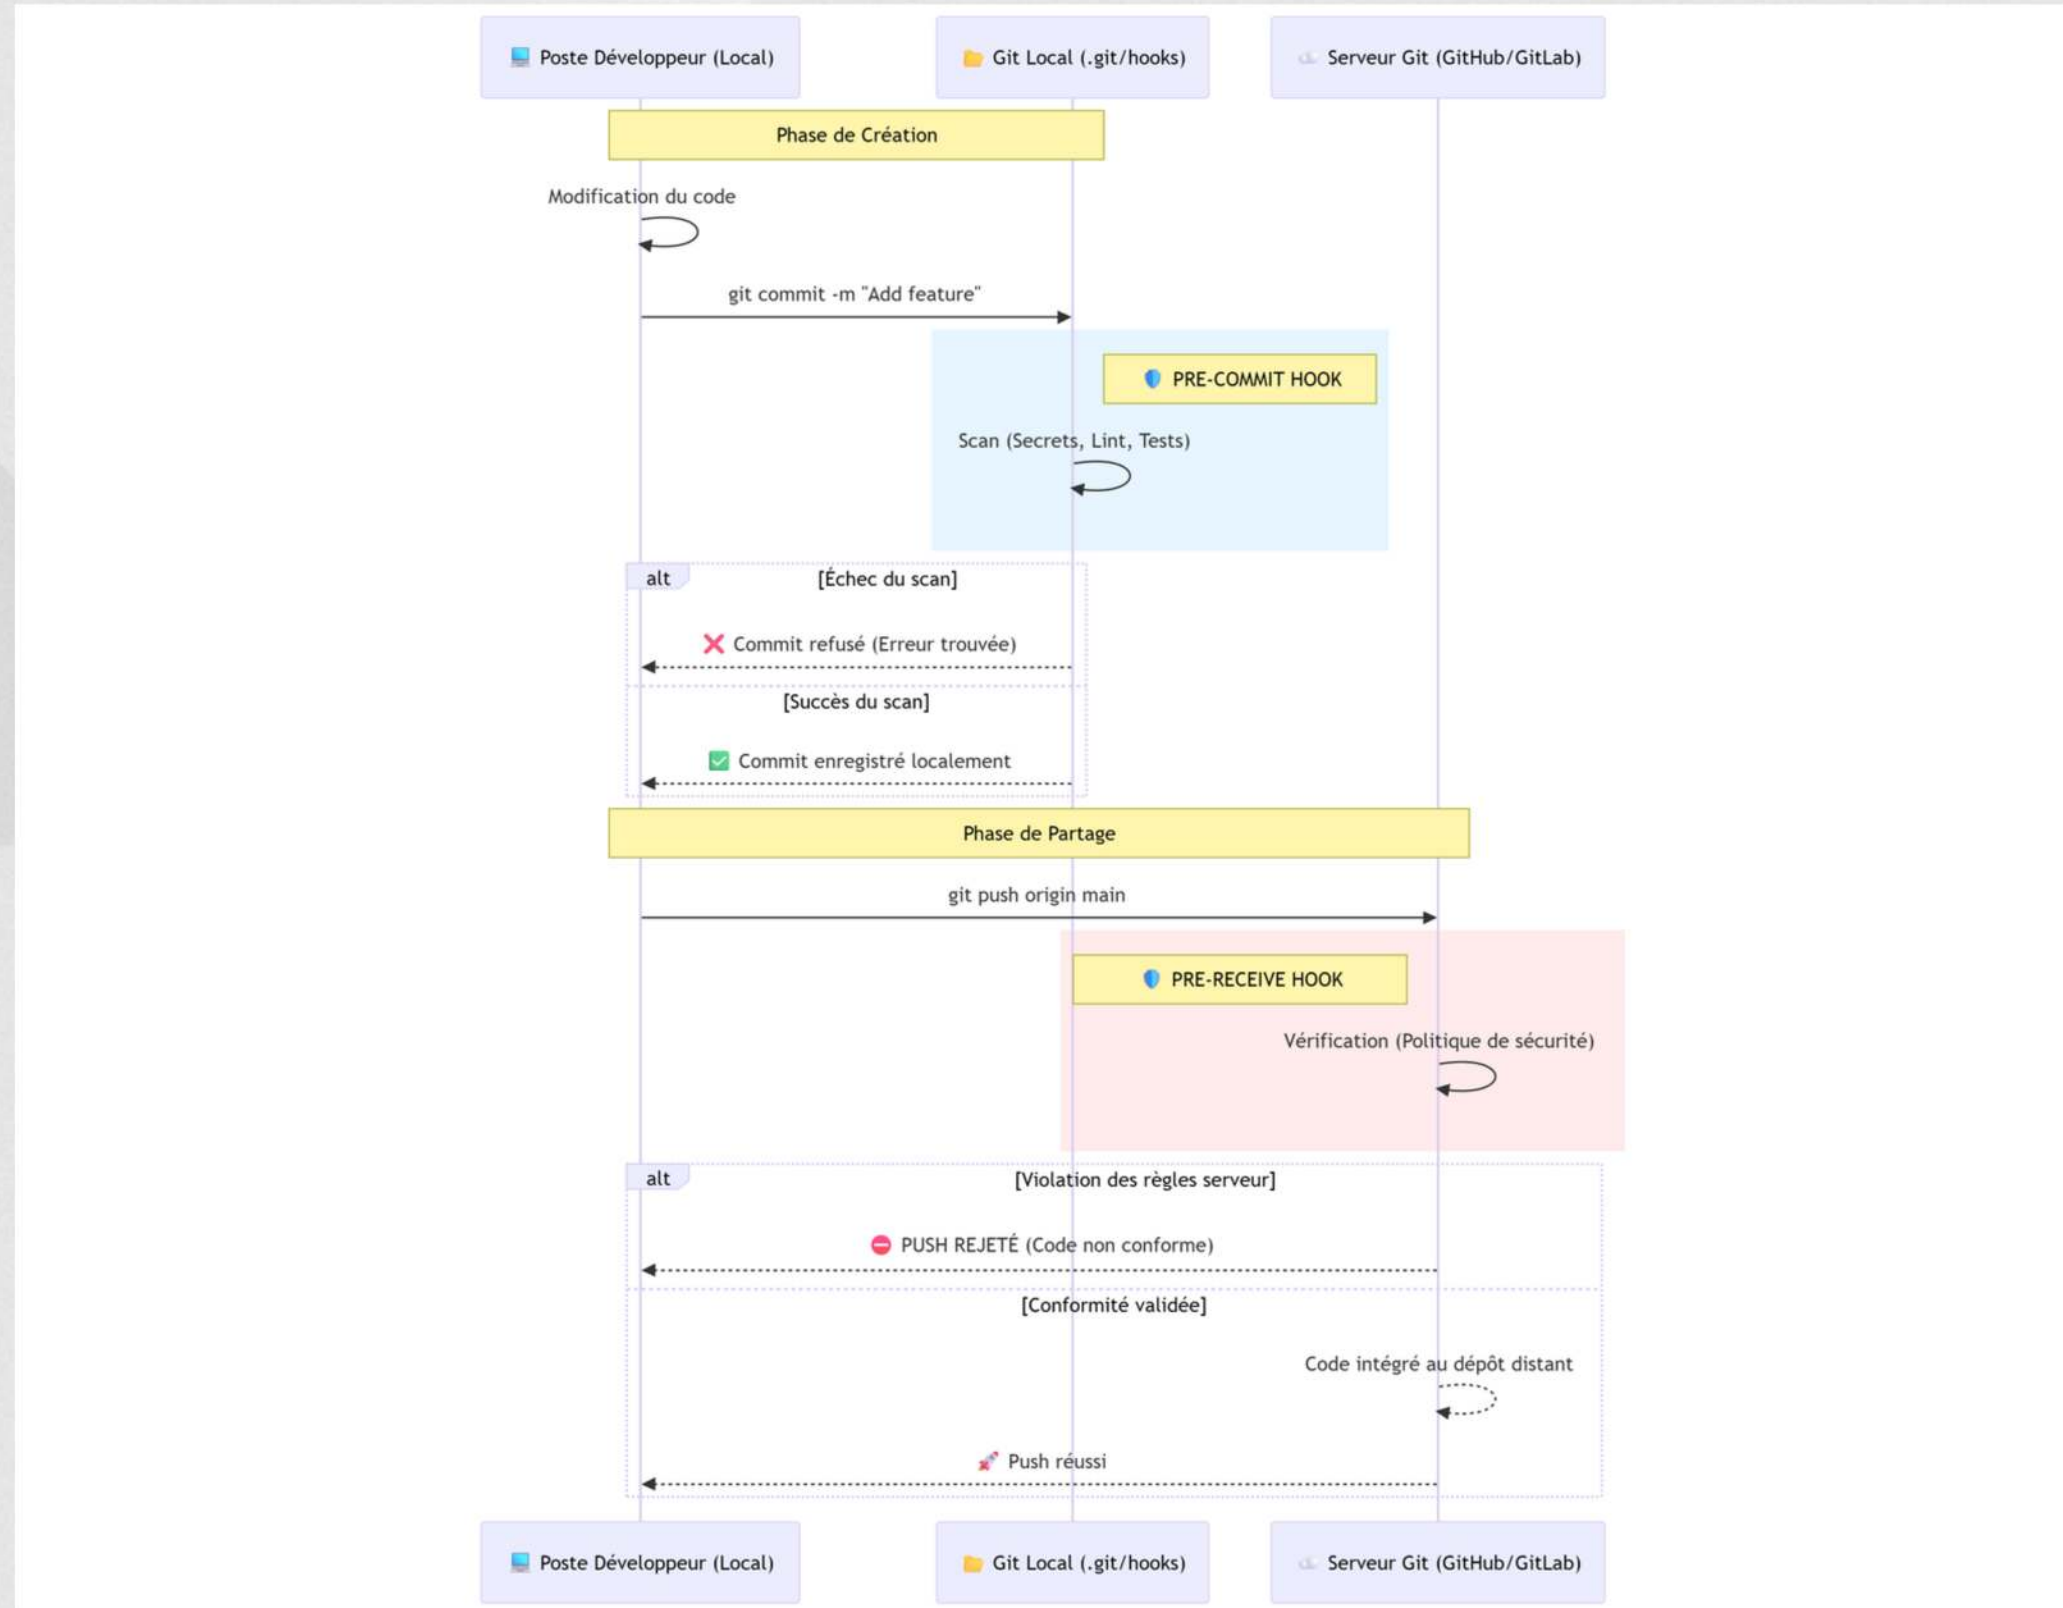 Poste Développeur (Local)
Git Local (.git/hooks)
Serveur Git (GitHub/GitLab)
Phase de Création
Modification du code
git commit -m "Add feature"
PRE-COMMIT HOOK
Scan (Secrets, Lint, Tests)
alt
[Échec du scan]
Commit refusé (Erreur trouvée)
[Succès du scan]
Commit enregistré localement
Phase de Partage
git push origin main
PRE-RECEIVE HOOK
Vérification (Politique de sécurité)
alt
[Violation des règles serveur]
PUSH REJETÉ (Code non conforme)
[Conformité validée]
Code intégré au dépôt distant
Push réussi
Poste Développeur (Local)
Git Local (.git/hooks)
Serveur Git (GitHub/GitLab)